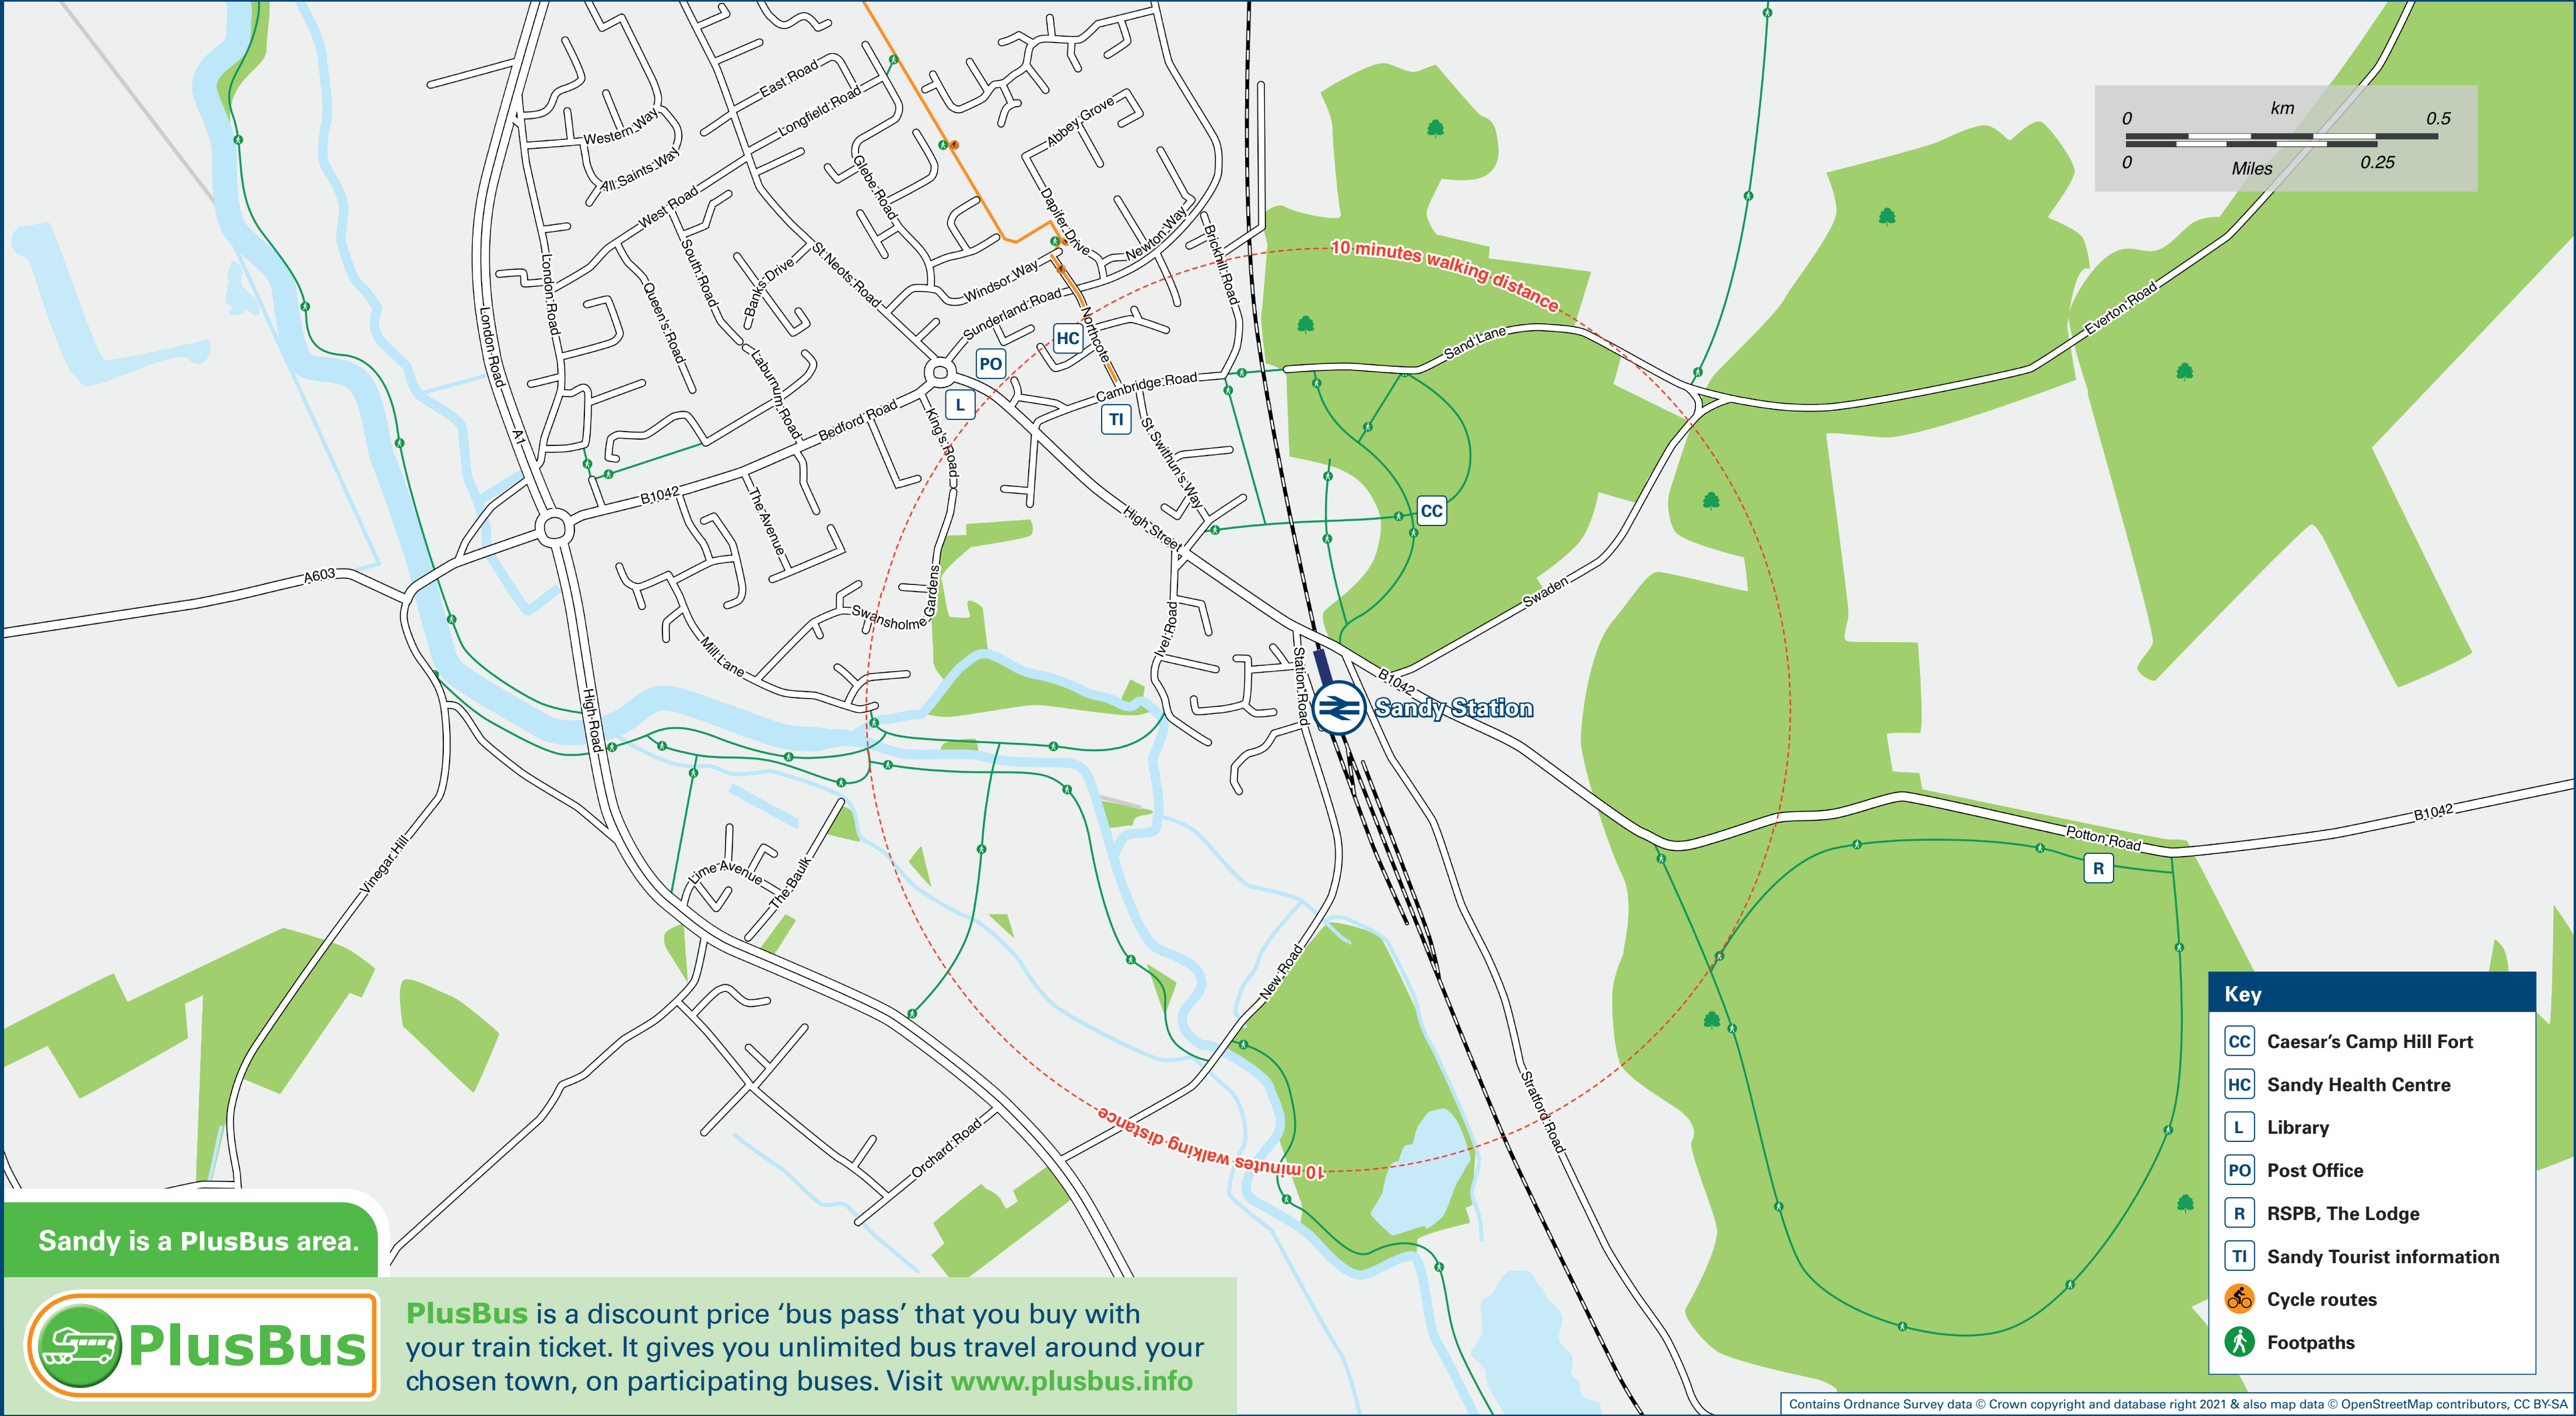 East Road
Longfield Road
Western Way
All Saints Way
West Road
Glebe Road
Abbey Grove
Dapifer Drive
Newton Way
Brickhill Road
St Neots Road
South Road
Banks Drive
Queen's Road
London Road
London Road
Windsor Way
Sunderland Road
Northcote
HC
PO
L
TI
Cambridge Road
Laburnum Road
Bedford Road
King's Road
St Swithun's Way
A1
B1042
The Avenue
High Street
A603
Swansholme
Gardens
Mill Lane
Ivel Road
Station Road
High Road
Vinegar Hill
Lime Avenue
The Baulk
New Road
Orchard Road
Stratford Road
10 minutes walking distance
10 minutes walking distance
Sand Lane
Everton Road
CC
Swaden
B1042
Sandy Station
Potton Road
B1042
R
km
0
0.5
0
0.25
Miles
Key
CC Caesar's Camp Hill Fort
HC Sandy Health Centre
L Library
PO Post Office
R RSPB, The Lodge
TI Sandy Tourist information
Cycle routes
Footpaths
Sandy is a PlusBus area.
PlusBus
PlusBus is a discount price ‘bus pass’ that you buy with
your train ticket. It gives you unlimited bus travel around your
chosen town, on participating buses. Visit www.plusbus.info
Contains Ordnance Survey data © Crown copyright and database right 2021 & also map data © OpenStreetMap contributors, CC BY-SA